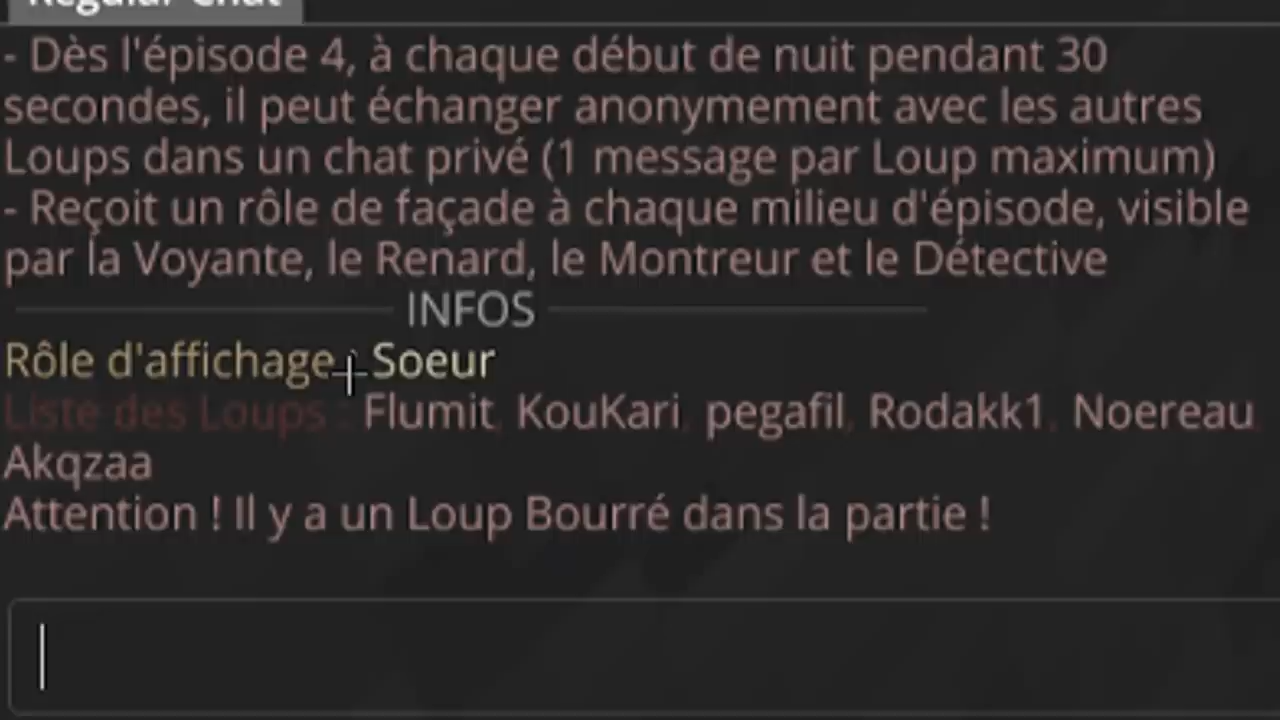 Regular Chat
- Dès l'épisode 4, à chaque début de nuit pendant 30
secondes, il peut échanger anonymement avec les autres
Loups dans un chat privé (1 message par Loup maximum)
- Reçoit un rôle de façade à chaque milieu d'épisode, visible
par la Voyante, le Renard, le Montreur et le Détective
INFOS
Rôle d'affichage : Soeur
Liste des Loups : Flumit, KouKari, pegafil, Rodakk1, Noereau
Akqzaa
Attention ! Il y a un Loup Bourré dans la partie !